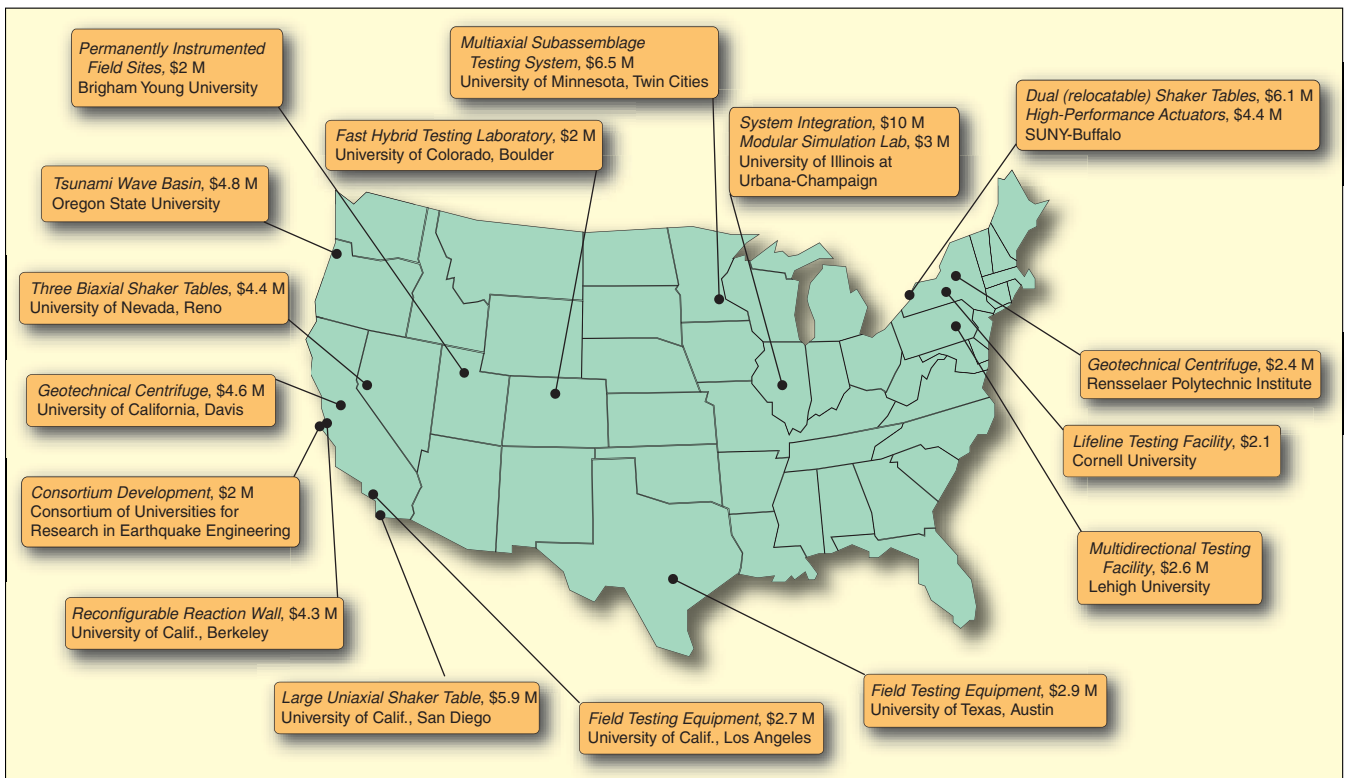 Permanently Instrumented
Field Sites, $2 M
Brigham Young University
Multiaxial Subassemblage
Testing System, $6.5 M
University of Minnesota, Twin Cities
Dual (relocatable) Shaker Tables, $6.1 M
High-Performance Actuators, $4.4 M
SUNY-Buffalo
Fast Hybrid Testing Laboratory, $2 M
University of Colorado, Boulder
System Integration, $10 M
Modular Simulation Lab, $3 M
University of Illinois at
Urbana-Champaign
Tsunami Wave Basin, $4.8 M
Oregon State University
Three Biaxial Shaker Tables, $4.4 M
University of Nevada, Reno
Geotechnical Centrifuge, $4.6 M
University of California, Davis
Geotechnical Centrifuge, $2.4 M
Rensselaer Polytechnic Institute
Lifeline Testing Facility, $2.1
Cornell University
Consortium Development, $2 M
Consortium of Universities for
Research in Earthquake Engineering
Multidirectional Testing
Facility, $2.6 M
Lehigh University
Reconfigurable Reaction Wall, $4.3 M
University of Calif., Berkeley
Large Uniaxial Shaker Table, $5.9 M
University of Calif., San Diego
Field Testing Equipment, $2.7 M
University of Calif., Los Angeles
Field Testing Equipment, $2.9 M
University of Texas, Austin